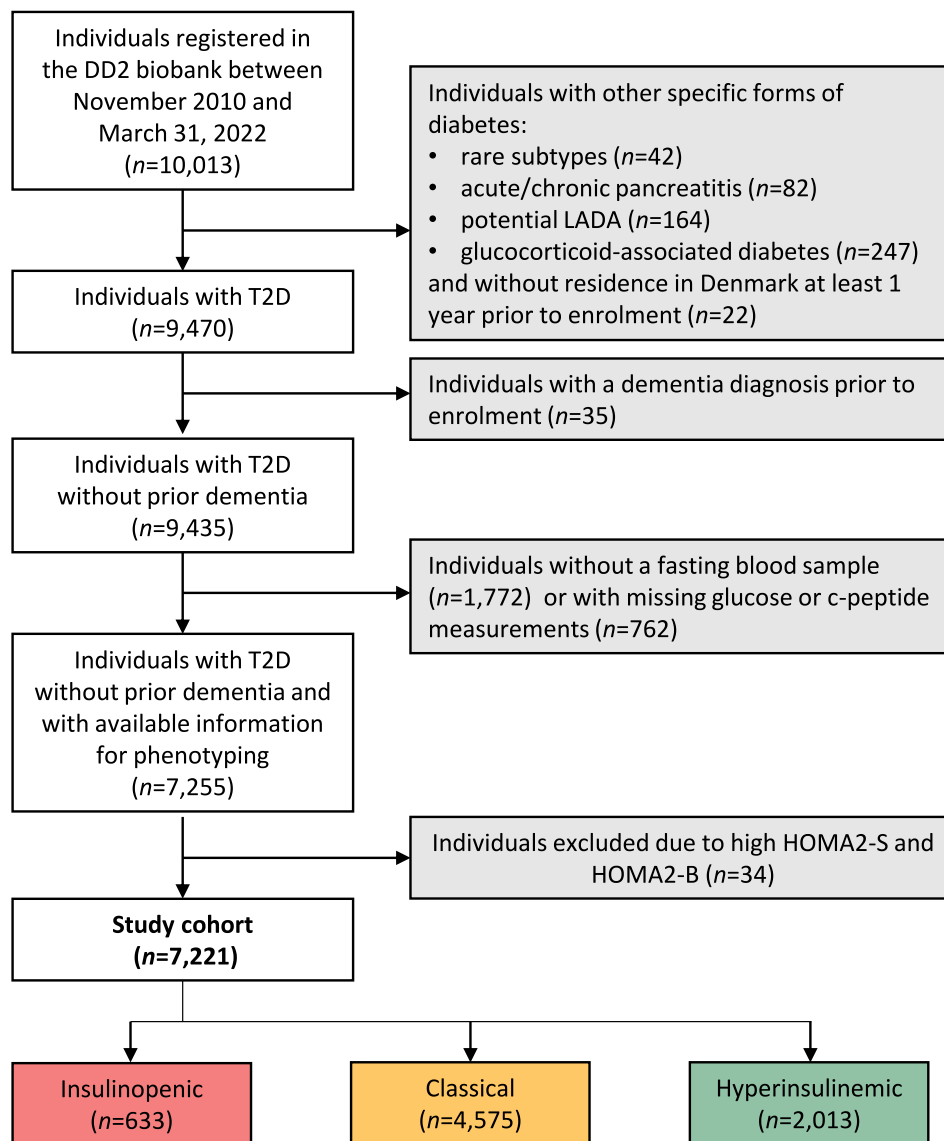 Individuals registered in
the DD2 biobank between
November 2010 and
March 31, 2022
(n=10,013)
Individuals with other specific forms of
diabetes:
• rare subtypes (n=42)
• acute/chronic pancreatitis (n=82)
• potential LADA (n=164)
• glucocorticoid-associated diabetes (n=247)
and without residence in Denmark at least 1
year prior to enrolment (n=22)
Individuals with T2D
(n=9,470)
Individuals with a dementia diagnosis prior to
enrolment (n=35)
Individuals with T2D
without prior dementia
(n=9,435)
Individuals without a fasting blood sample
(n=1,772) or with missing glucose or c-peptide
measurements (n=762)
Individuals with T2D
without prior dementia and
with available information
for phenotyping
(n=7,255)
Individuals excluded due to high HOMA2-S and
HOMA2-B (n=34)
Study cohort
(n=7,221)
Insulinopenic
(n=633)
Classical
(n=4,575)
Hyperinsulinemic
(n=2,013)